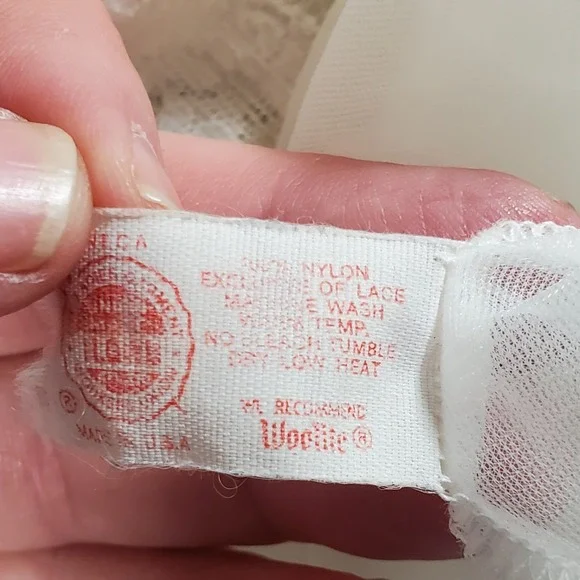 NYLON
EXCLUSIVE OF LACE
MACHINE WASH
WARM TEMP.
NO BLEACH TUMBLE
DRY LOW HEAT
WE RECOMMEND
Woolite ®
®
MADE IN U.S.A